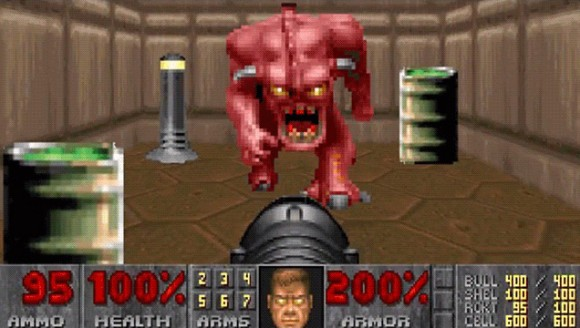 95 100% 2 3 4 200% BULL 400 / 400
5 6 7 SHEL 100 / 100
RCKT 95 / 100
AMMO HEALTH ARMS ARMOR CELL 600 / 600